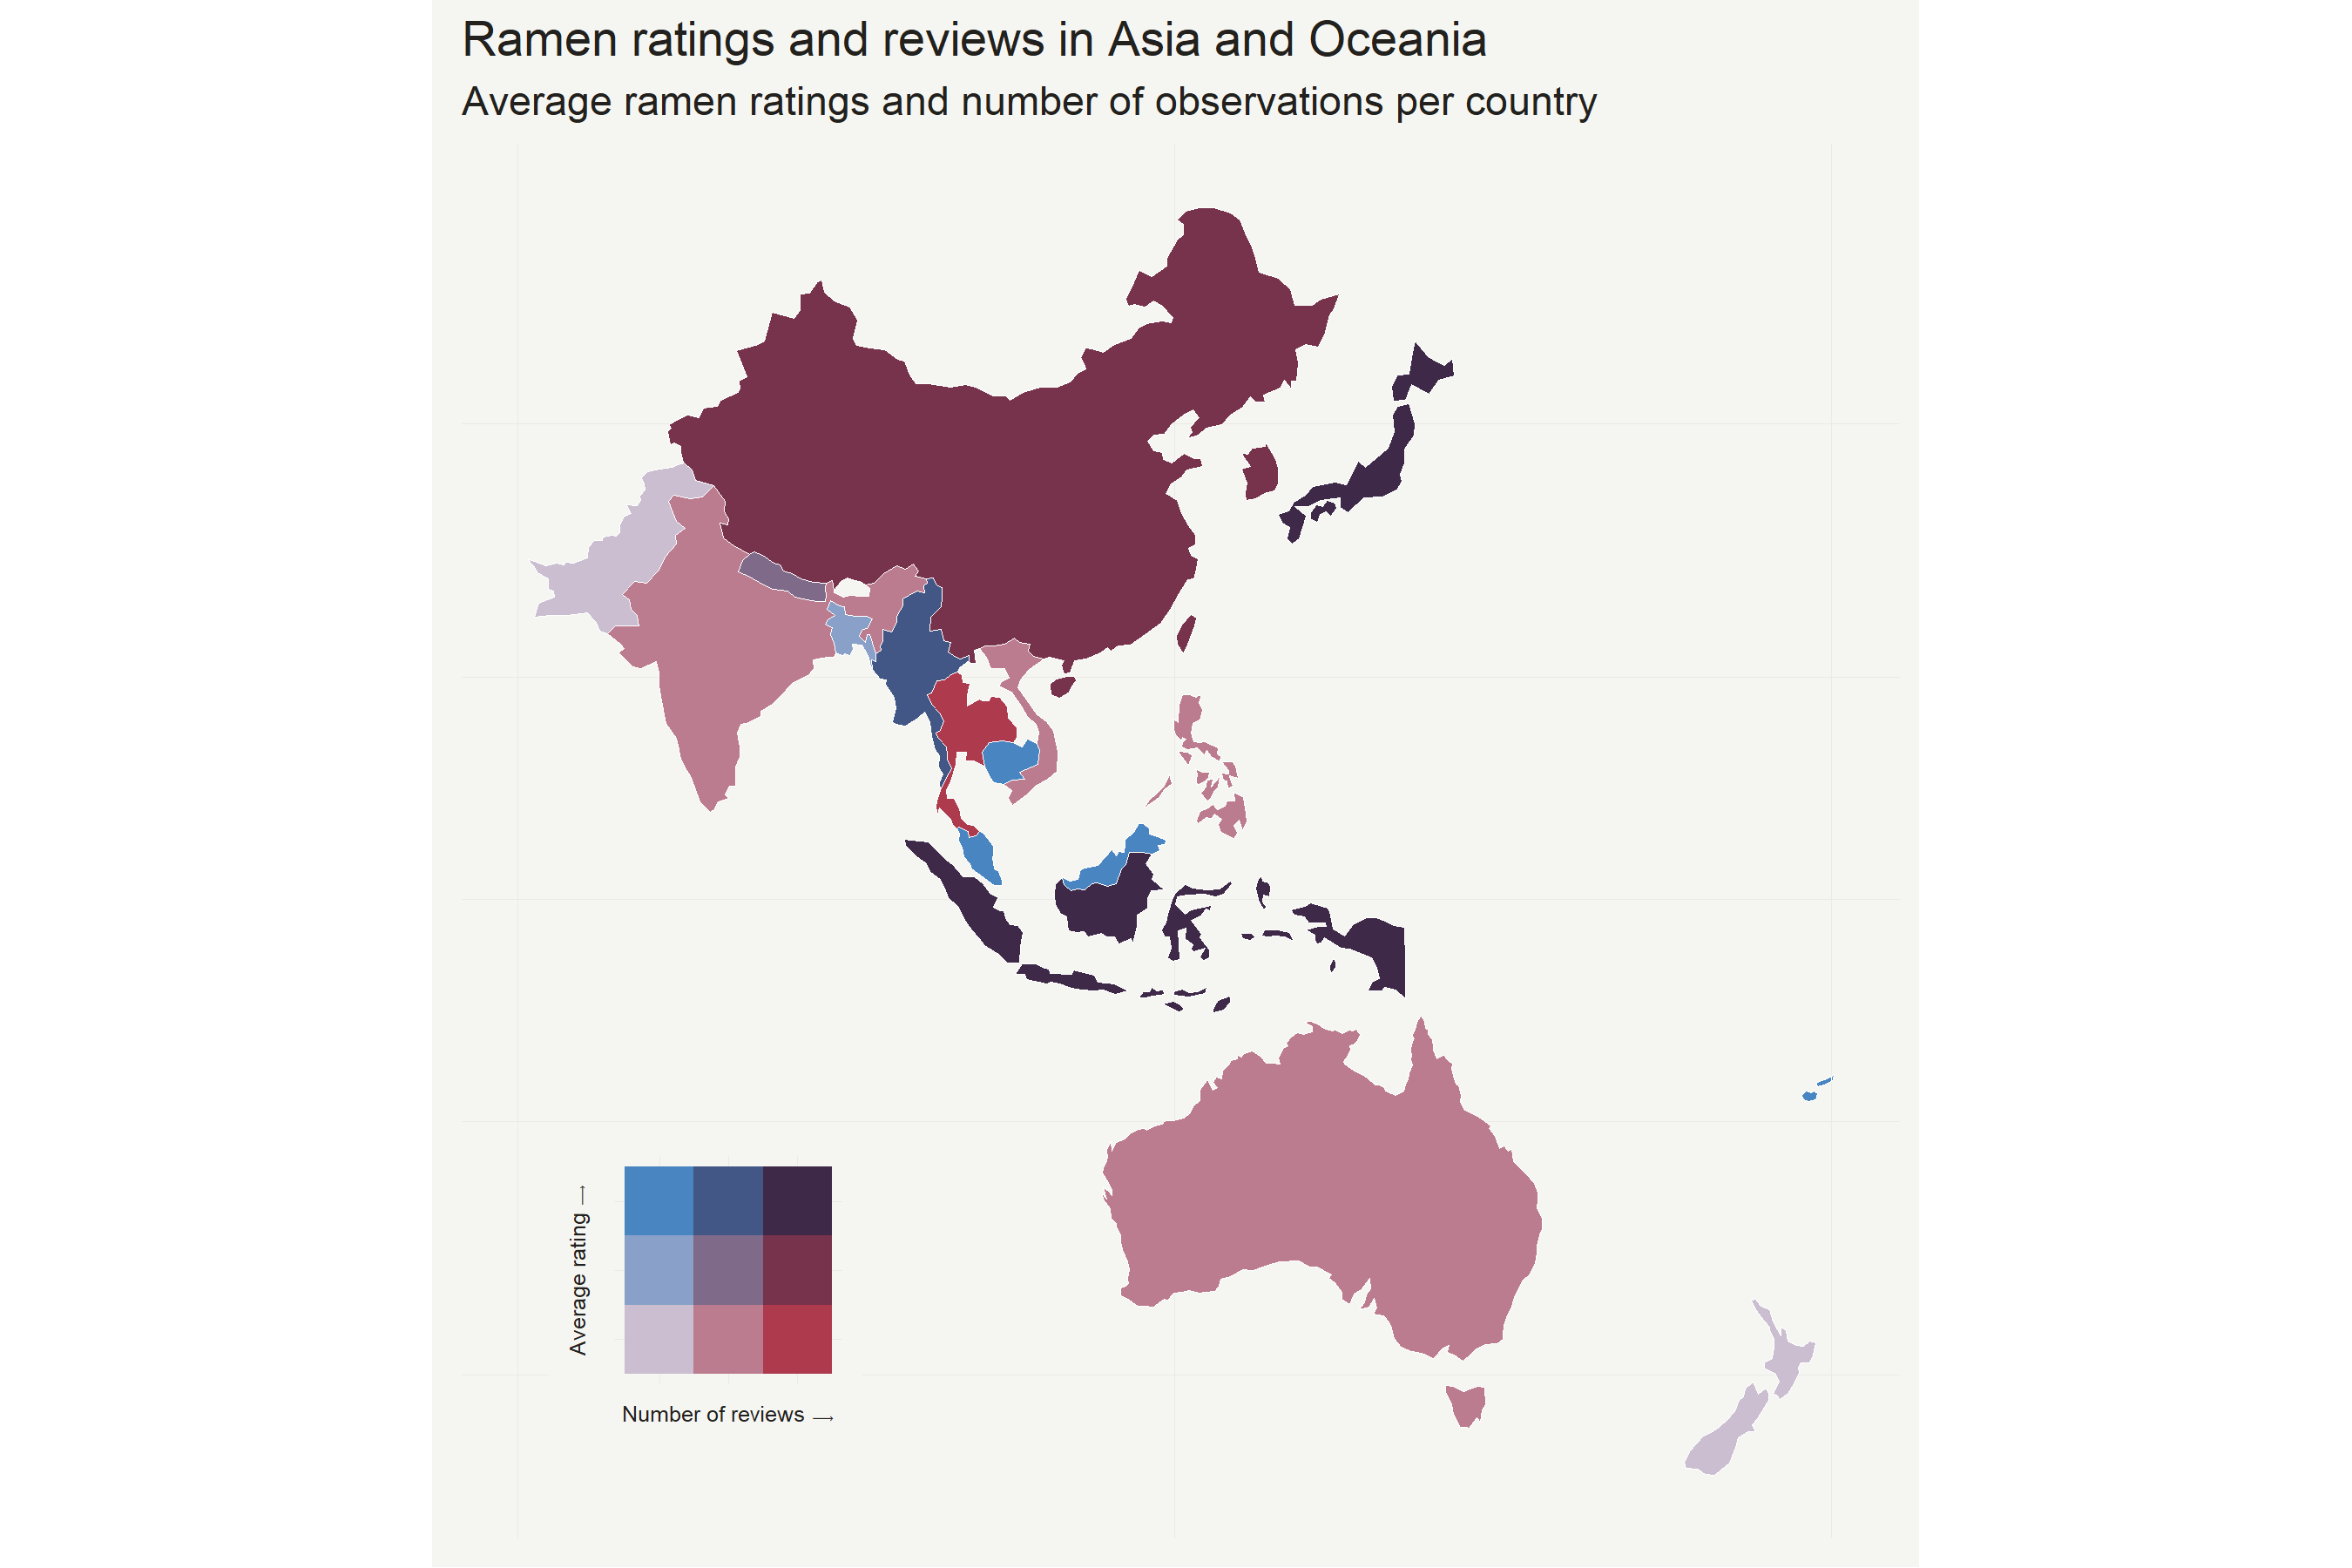 Ramen ratings and reviews in Asia and Oceania
Average ramen ratings and number of observations per country
Average rating →
Number of reviews →